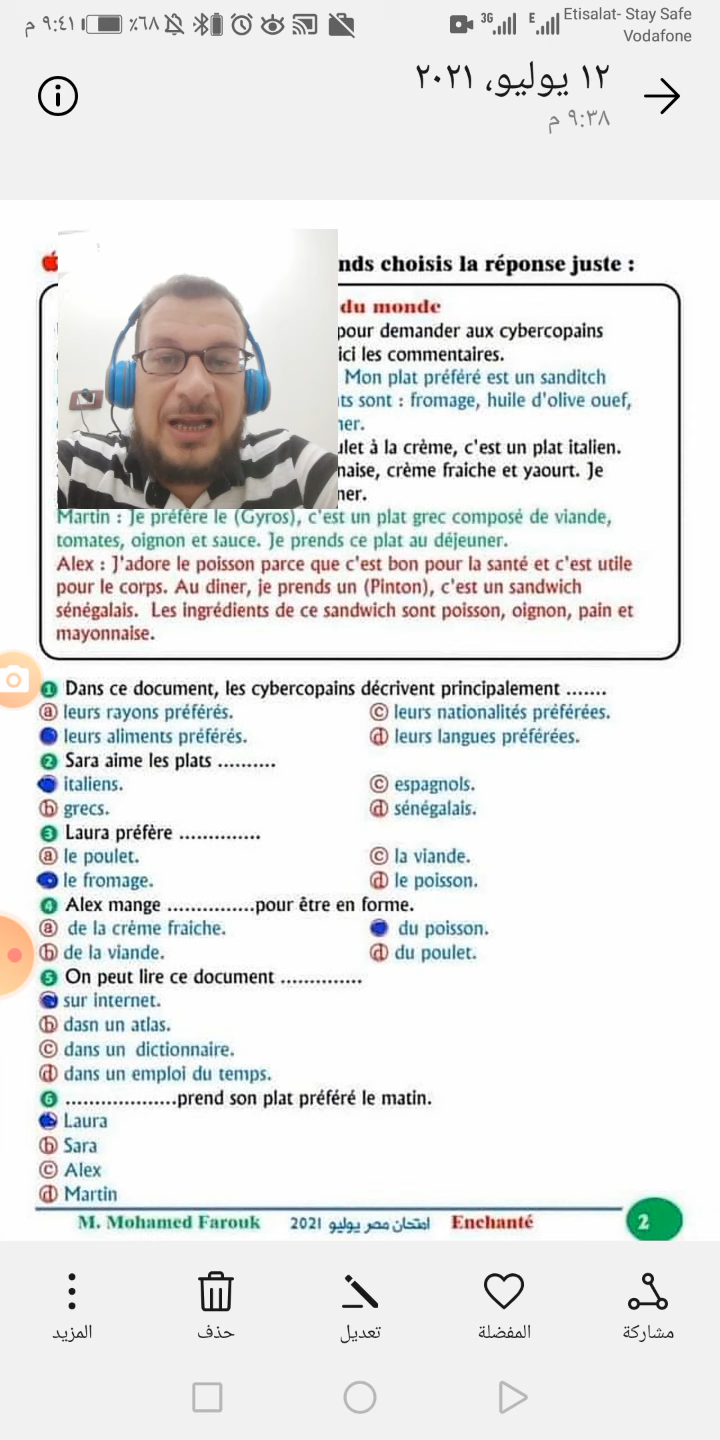 ٩:٤١ م
٪٦٨
3G
E
Etisalat- Stay Safe
Vodafone
١٢ يوليو، ٢٠٢١
٩:٣٨ م
nds choisis la réponse juste :
du monde
pour demander aux cybercopains
ici les commentaires.
Mon plat préféré est un sanditch
ts sont : fromage, huile d'olive ouef,
ner.
ulet à la crème, c'est un plat italien.
naise, crème fraiche et yaourt. Je
ner.
Martin : Je préfère le (Gyros), c'est un plat grec composé de viande,
tomates, oignon et sauce. Je prends ce plat au déjeuner.
Alex : J'adore le poisson parce que c'est bon pour la santé et c'est utile
pour le corps. Au diner, je prends un (Pinton), c'est un sandwich
sénégalais. Les ingrédients de ce sandwich sont poisson, oignon, pain et
mayonnaise.
1 Dans ce document, les cybercopains décrivent principalement .......
a leurs rayons préférés.
c leurs nationalités préférées.
leurs aliments préférés.
d leurs langues préférées.
2 Sara aime les plats ..........
italiens.
c espagnols.
b grecs.
d sénégalais.
3 Laura préfère ..............
a le poulet.
c la viande.
le fromage.
d le poisson.
4 Alex mange ...............pour être en forme.
a de la crème fraiche.
du poisson.
b de la viande.
d du poulet.
5 On peut lire ce document ..............
sur internet.
b dasn un atlas.
c dans un dictionnaire.
d dans un emploi du temps.
6 ....................prend son plat préféré le matin.
Laura
b Sara
c Alex
d Martin
M. Mohamed Farouk امتحان مصر يوليو 2021 Enchanté 2
المزيد
حذف
تعديل
المفضلة
مشاركة